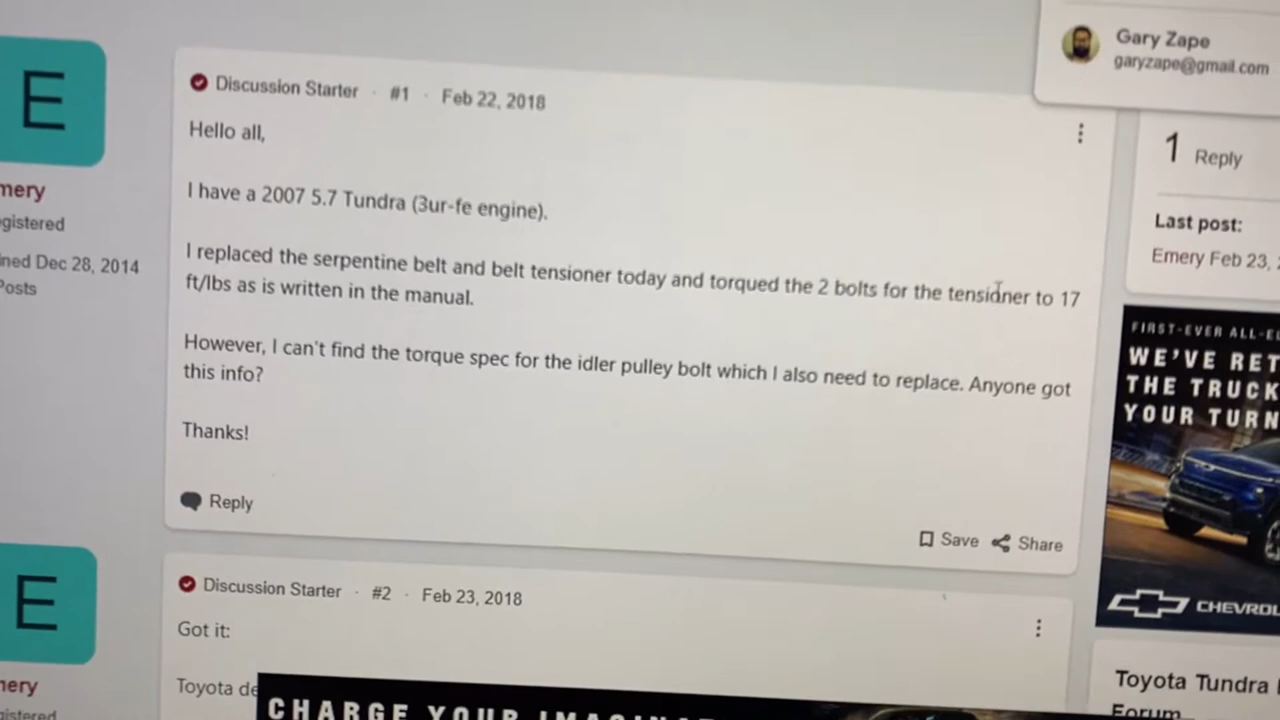 Gary Zape
garyzape@gmail.com
E
Discussion Starter · #1 · Feb 22, 2018
Hello all,
1 Reply
mery
I have a 2007 5.7 Tundra (3ur-fe engine).
gistered
Last post:
ned Dec 28, 2014
I replaced the serpentine belt and belt tensioner today and torqued the 2 bolts for the tensioner to 17
Emery Feb 23,
Posts
ft/lbs as is written in the manual.
FIRST-EVER ALL-E
WE'VE RET
However, I can't find the torque spec for the idler pulley bolt which I also need to replace. Anyone got
THE TRUCK
this info?
YOUR TURN
Thanks!
Reply
Save Share
E
Discussion Starter · #2 · Feb 23, 2018
CHEVROL
Got it:
mery
Toyota de
Toyota Tundra
gistered
CHARGE YOUR IMAGINA
Forum